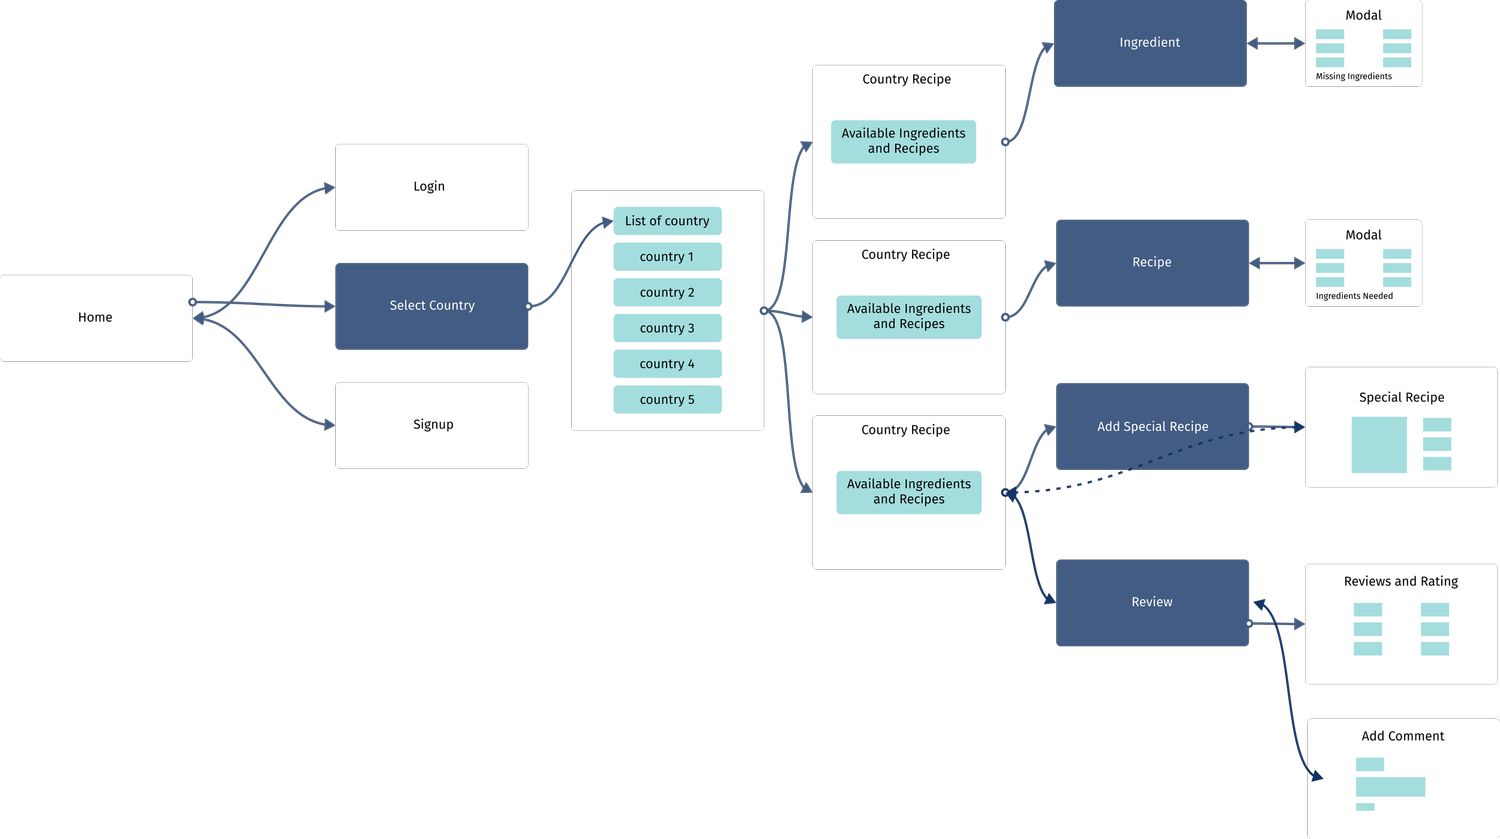 Home
Login
Select Country
Signup
List of country
country 1
country 2
country 3
country 4
country 5
Country Recipe
Available Ingredients
and Recipes
Country Recipe
Available Ingredients
and Recipes
Country Recipe
Available Ingredients
and Recipes
Ingredient
Modal
Missing Ingredients
Recipe
Modal
Ingredients Needed
Add Special Recipe
Special Recipe
Review
Reviews and Rating
Add Comment